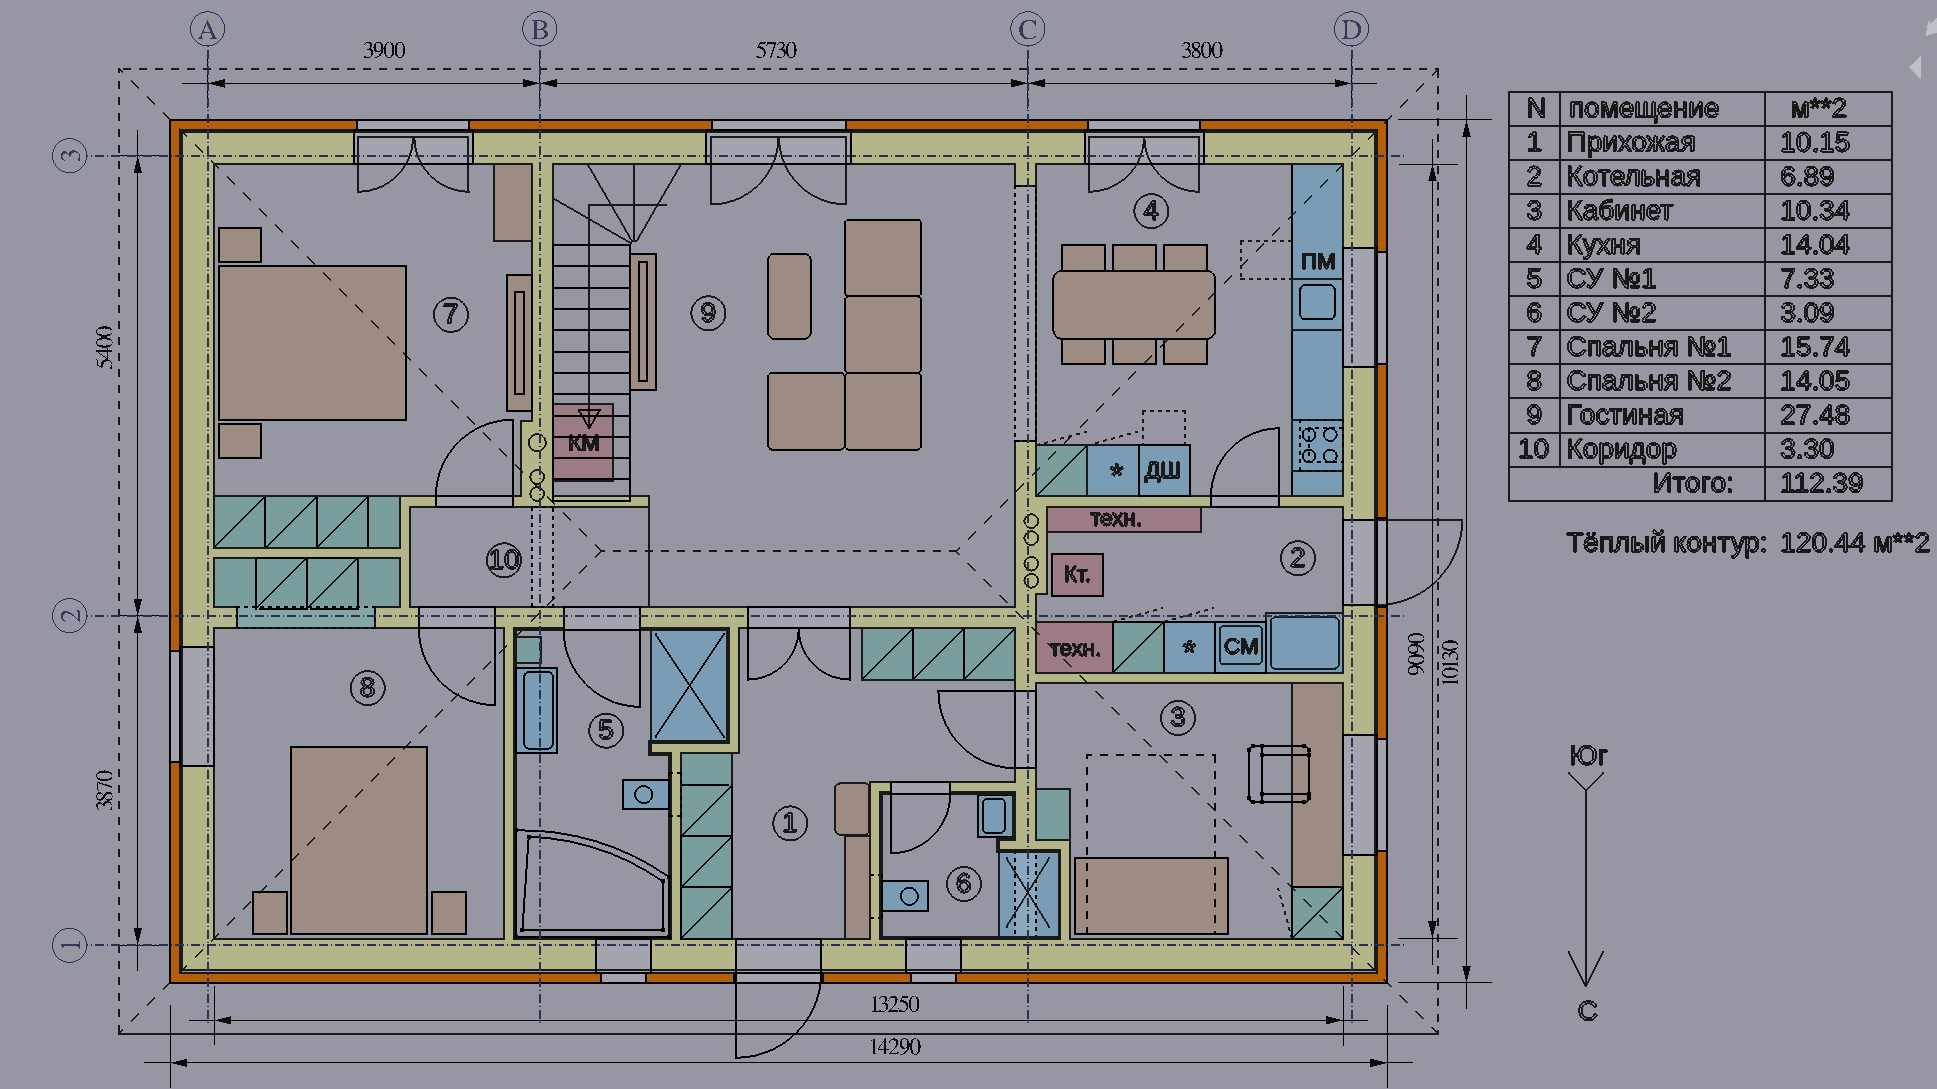 A B C D
3900 5730 3800
3
N помещение м**2
1 Прихожая 10.15
2 Котельная 6.89
3 Кабинет 10.34
4 Кухня 14.04
5 СУ №1 7.33
6 СУ №2 3.09
7 Спальня №1 15.74
8 Спальня №2 14.05
9 Гостиная 27.48
10 Коридор 3.30
Итого: 112.39
Тёплый контур: 120.44 м**2
4
ПМ
7
9
5400
КМ
* ДШ
техн.
10
2
Кт.
2
техн. * СМ
9090
10130
8
5
3
3870
1
6
1
Юг
С
13250
14290